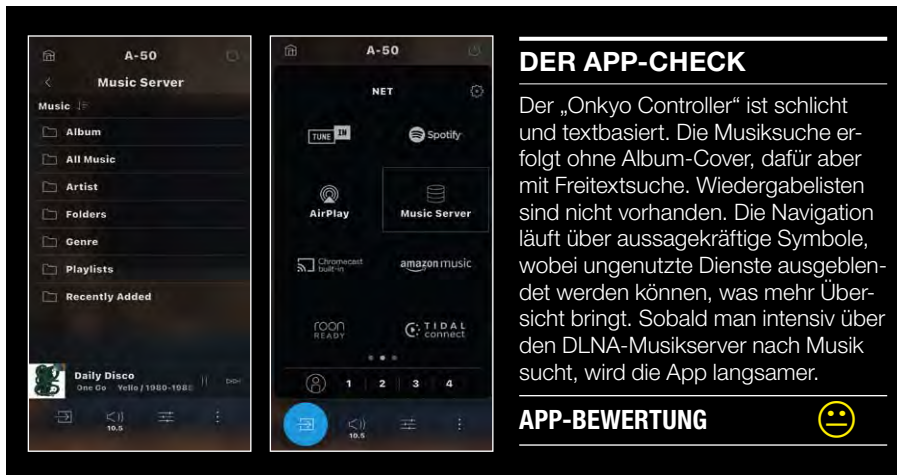 A-50
Music Server
Music
Album
All Music
Artist
Folders
Genre
Playlists
Recently Added
Daily Disco
One Go Yello / 1980-1985
10.5
A-50
NET
TUNE IN
Spotify
AirPlay
Music Server
Chromecast
built-in
amazon music
roon
READY
TIDAL
connect
1 2 3 4
10.5
DER APP-CHECK
Der „Onkyo Controller“ ist schlicht
und textbasiert. Die Musiksuche er-
folgt ohne Album-Cover, dafür aber
mit Freitextsuche. Wiedergabelisten
sind nicht vorhanden. Die Navigation
läuft über aussagekräftige Symbole,
wobei ungenutzte Dienste ausgeblen-
det werden können, was mehr Über-
sicht bringt. Sobald man intensiv über
den DLNA-Musikserver nach Musik
sucht, wird die App langsamer.
APP-BEWERTUNG